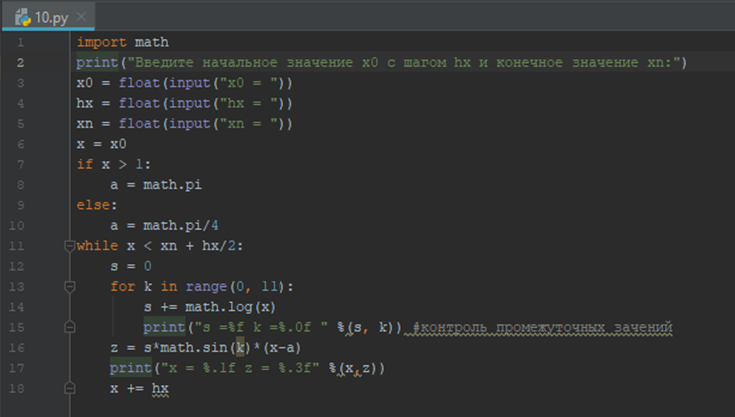 10.py
1 import math
2 print("Введите начальное значение x0 с шагом hx и конечное значение xn:")
3 x0 = float(input("x0 = "))
4 hx = float(input("hx = "))
5 xn = float(input("xn = "))
6 x = x0
7 if x > 1:
8     a = math.pi
9 else:
10     a = math.pi/4
11 while x < xn + hx/2:
12     s = 0
13     for k in range(0, 11):
14         s += math.log(x)
15         print("s =%f k =%.0f " %(s, k)) #контроль промежуточных зачений
16     z = s*math.sin(k)*(x-a)
17     print("x = %.1f z = %.3f" %(x,z))
18     x += hx